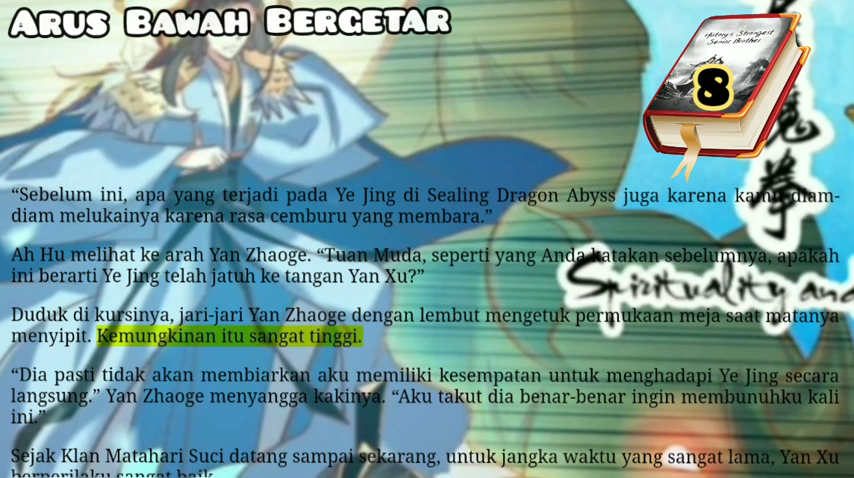 Arus Bawah Bergetar
History's Strongest
Senior Brother
8
“Sebelum ini, apa yang terjadi pada Ye Jing di Sealing Dragon Abyss juga karena kamu diam-
diam melukainya karena rasa cemburu yang membara.”
Ah Hu melihat ke arah Yan Zhaoge. “Tuan Muda, seperti yang Anda katakan sebelumnya, apakah
ini berarti Ye Jing telah jatuh ke tangan Yan Xu?”
Duduk di kursinya, jari-jari Yan Zhaoge dengan lembut mengetuk permukaan meja saat matanya
menyipit. Kemungkinan itu sangat tinggi.
“Dia pasti tidak akan membiarkan aku memiliki kesempatan untuk menghadapi Ye Jing secara
langsung.” Yan Zhaoge menyangga kakinya. “Aku takut dia benar-benar ingin membunuhku kali
ini.”
Sejak Klan Matahari Suci datang sampai sekarang, untuk jangka waktu yang sangat lama, Yan Xu
berperilaku sangat baik.
魔
拳
Spirituality and